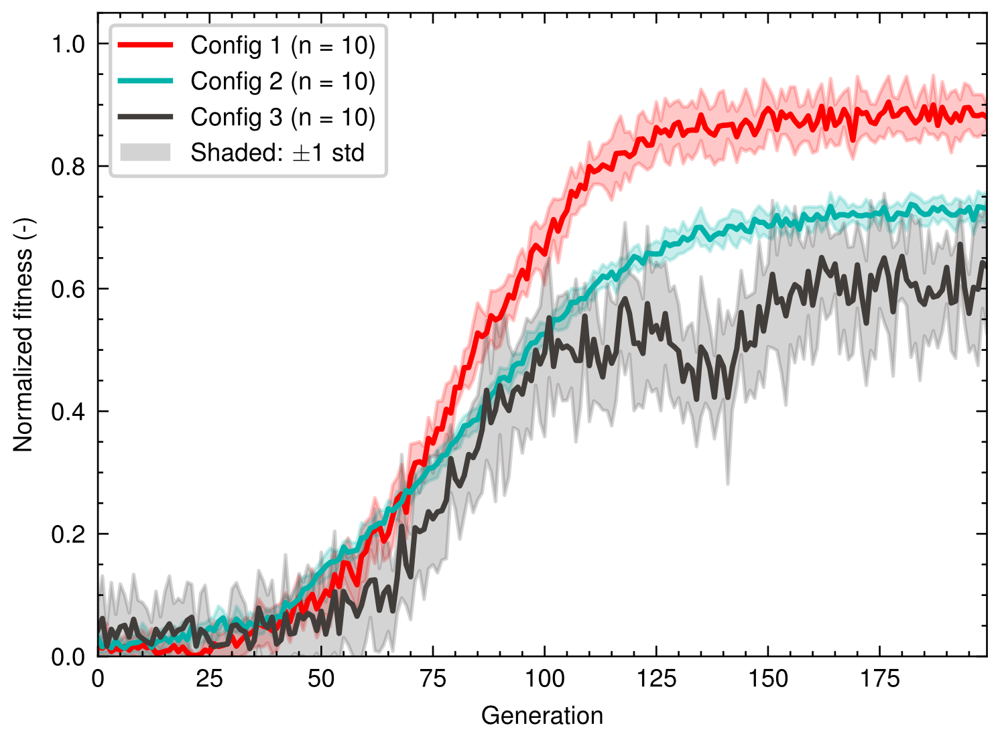 Config 1 (n = 10)
Config 2 (n = 10)
Config 3 (n = 10)
Shaded: ±1 std
1.0
0.8
0.6
0.4
0.2
0.0
Normalized fitness (-)
0 25 50 75 100 125 150 175
Generation